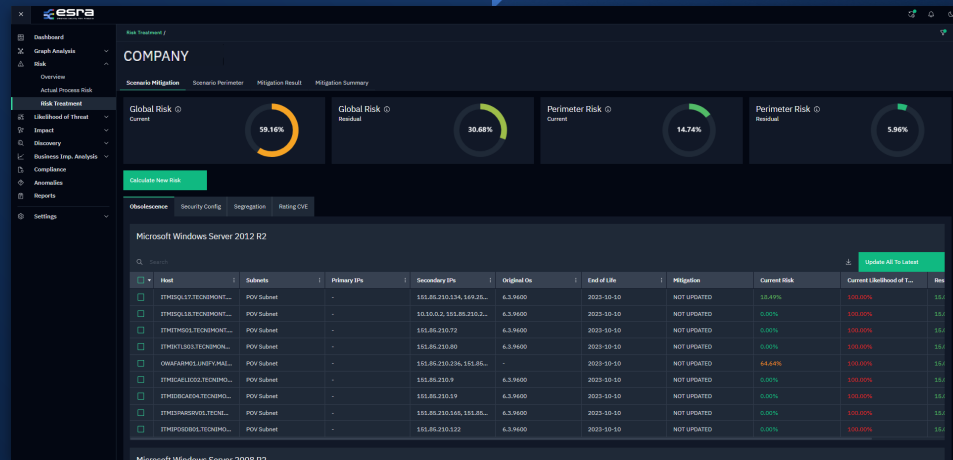 esra
Risk Treatment /
COMPANY
Dashboard
Graph Analysis
Risk
Overview
Actual Process Risk
Risk Treatment
Likelihood of Threat
Impact
Discovery
Business Imp. Analysis
Compliance
Anomalies
Reports
Settings
Scenario Mitigation Scenario Perimeter Mitigation Result Mitigation Summary
Global Risk
Current
59.16%
Global Risk
Residual
30.68%
Perimeter Risk
Current
14.74%
Perimeter Risk
Residual
5.96%
Calculate New Risk
Obsolescence Security Config Segregation Rating CVE
Microsoft Windows Server 2012 R2
Search
Update All To Latest
Host Subnets Primary IPs Secondary IPs Original Os End of Life Mitigation Current Risk Current Likelihood of T... Res
ITMISQL17.TECNIMONT.... POV Subnet - 151.85.210.134, 169.25... 6.3.9600 2023-10-10 NOT UPDATED 18.49% 100.00%
ITMISQL18.TECNIMONT.... POV Subnet - 10.10.0.2, 151.85.210.2... 6.3.9600 2023-10-10 NOT UPDATED 0.00% 100.00%
ITMITMS01.TECNIMONT.... POV Subnet - 151.85.210.72 6.3.9600 2023-10-10 NOT UPDATED 0.00% 100.00%
ITMIKTLS03.TECNIMON... POV Subnet - 151.85.210.80 6.3.9600 2023-10-10 NOT UPDATED 0.00% 100.00%
OWAFARM01.UNIFY.MAI... POV Subnet - 151.85.210.236, 151.85... - 2023-10-10 NOT UPDATED 64.64% 100.00%
ITMICAELIC02.TECNIMO... POV Subnet - 151.85.210.9 6.3.9600 2023-10-10 NOT UPDATED 0.00% 100.00%
ITMIDBCAE04.TECNIMO... POV Subnet - 151.85.210.19 6.3.9600 2023-10-10 NOT UPDATED 0.00% 100.00%
ITMI3PARSRV01.TECNI... POV Subnet - 151.85.210.165, 151.85... 6.3.9600 2023-10-10 NOT UPDATED 0.00% 100.00%
ITMIPDSDB01.TECNIMO... POV Subnet - 151.85.210.122 6.3.9600 2023-10-10 NOT UPDATED 0.00% 100.00%
Microsoft Windows Server 2008 R2